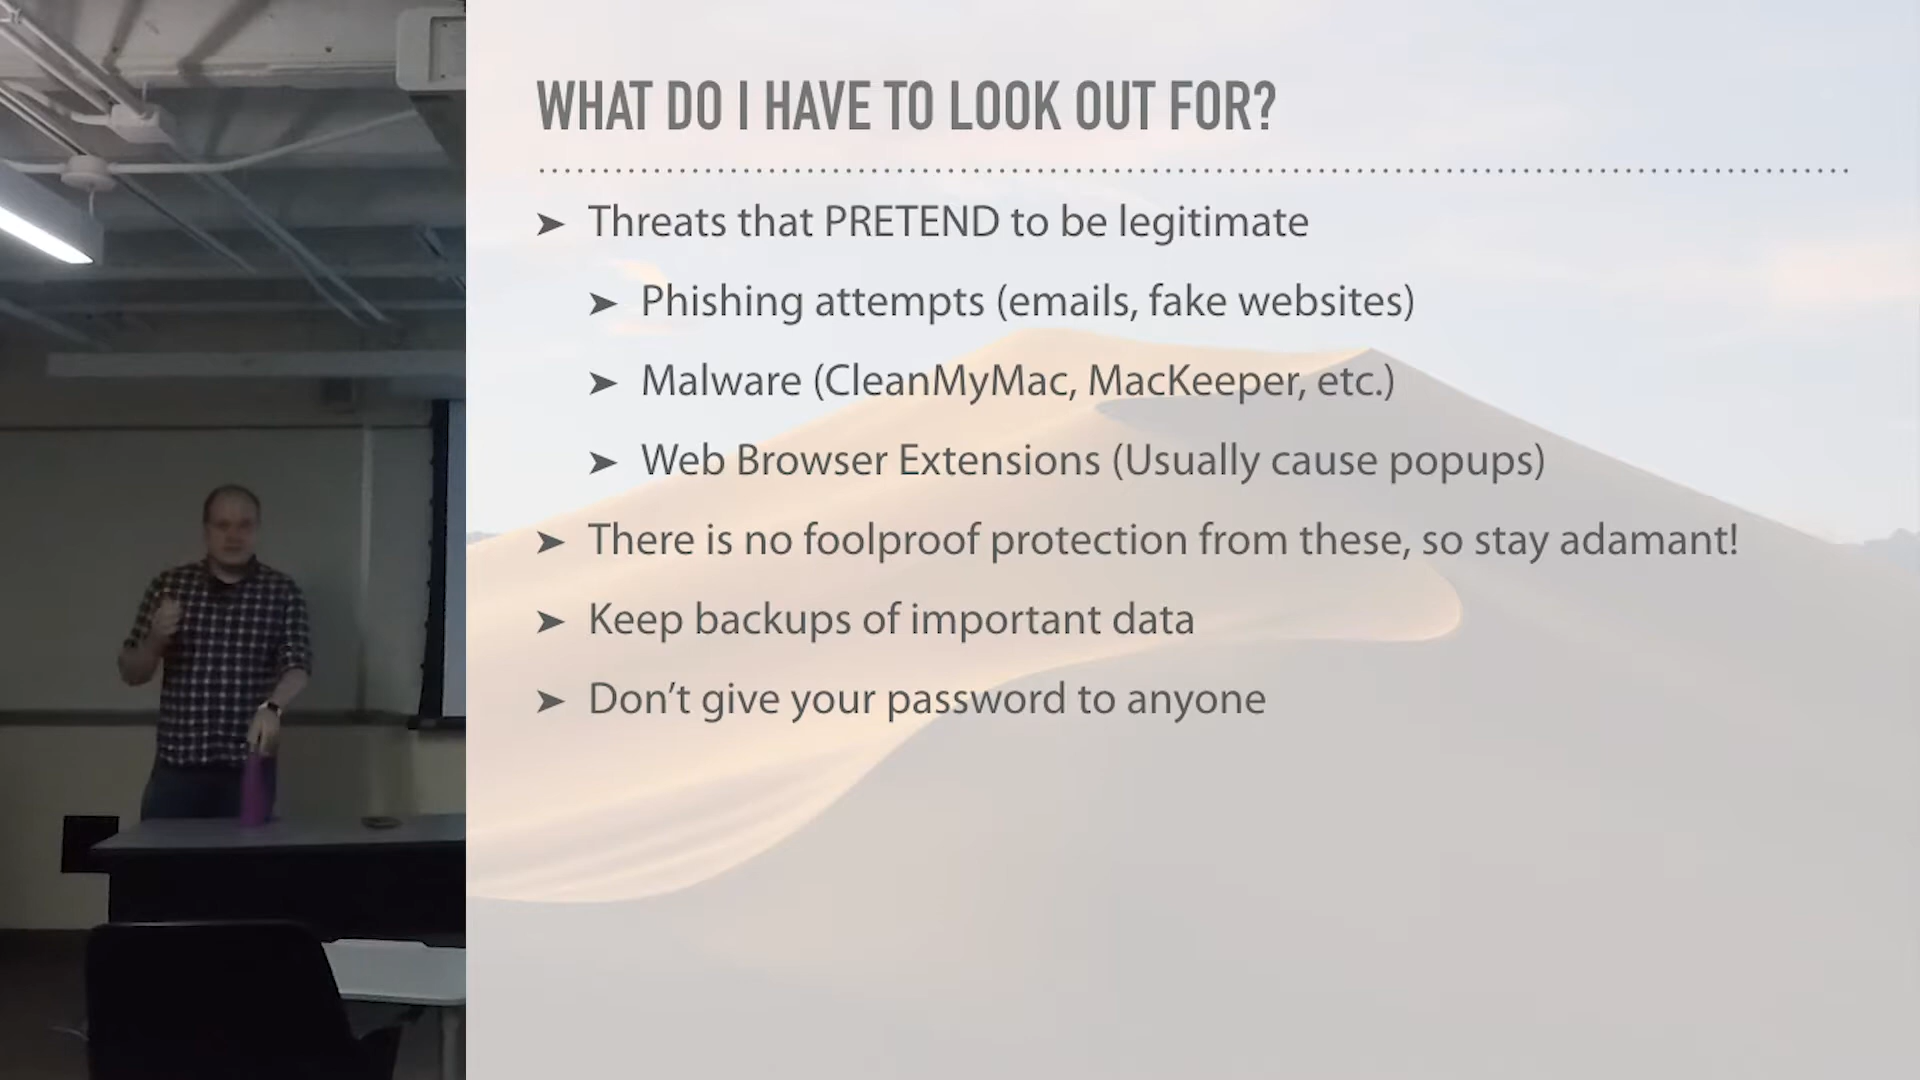 WHAT DO I HAVE TO LOOK OUT FOR?
➤ Threats that PRETEND to be legitimate
➤ Phishing attempts (emails, fake websites)
➤ Malware (CleanMyMac, MacKeeper, etc.)
➤ Web Browser Extensions (Usually cause popups)
➤ There is no foolproof protection from these, so stay adamant!
➤ Keep backups of important data
➤ Don’t give your password to anyone